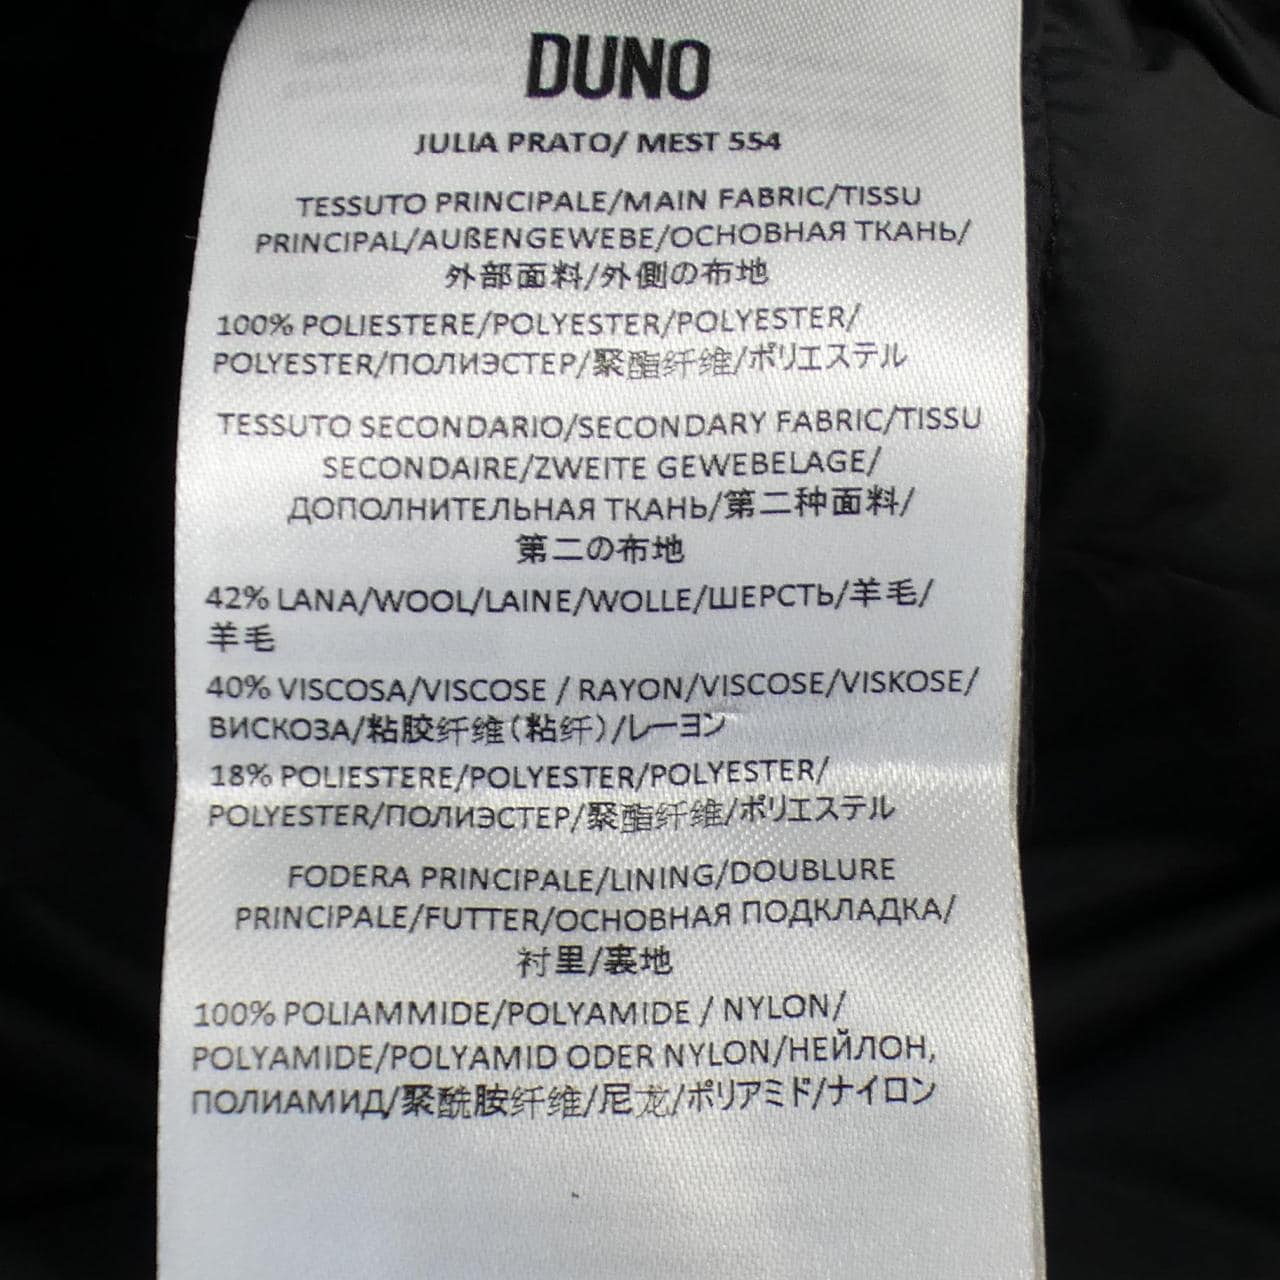 DUNO
JULIA PRATO/ MEST 554
TESSUTO PRINCIPALE/MAIN FABRIC/TISSU
PRINCIPAL/AUßENGEWEBE/ОСНОВНАЯ ТКАНЬ/
外部面料/外側の布地
100% POLIESTERE/POLYESTER/POLYESTER/
POLYESTER/ПОЛИЭСТЕР/聚酯纤维/ポリエステル
TESSUTO SECONDARIO/SECONDARY FABRIC/TISSU
SECONDAIRE/ZWEITE GEWEBELAGE/
ДОПОЛНИТЕЛЬНАЯ ТКАНЬ/第二种面料/
第二の布地
42% LANA/WOOL/LAINE/WOLLE/ШЕРСТЬ/羊毛/
羊毛
40% VISCOSA/VISCOSE / RAYON/VISCOSE/VISKOSE/
ВИСКОЗА/粘胶纤维(粘纤)/レーヨン
18% POLIESTERE/POLYESTER/POLYESTER/
POLYESTER/ПОЛИЭСТЕР/聚酯纤维/ポリエステル
FODERA PRINCIPALE/LINING/DOUBLURE
PRINCIPALE/FUTTER/ОСНОВНАЯ ПОДКЛАДКА/
衬里/裏地
100% POLIAMMIDE/POLYAMIDE / NYLON/
POLYAMIDE/POLYAMID ODER NYLON/НЕЙЛОН,
ПОЛИАМИД/聚酰胺纤维/尼龙/ポリアミド/ナイロン